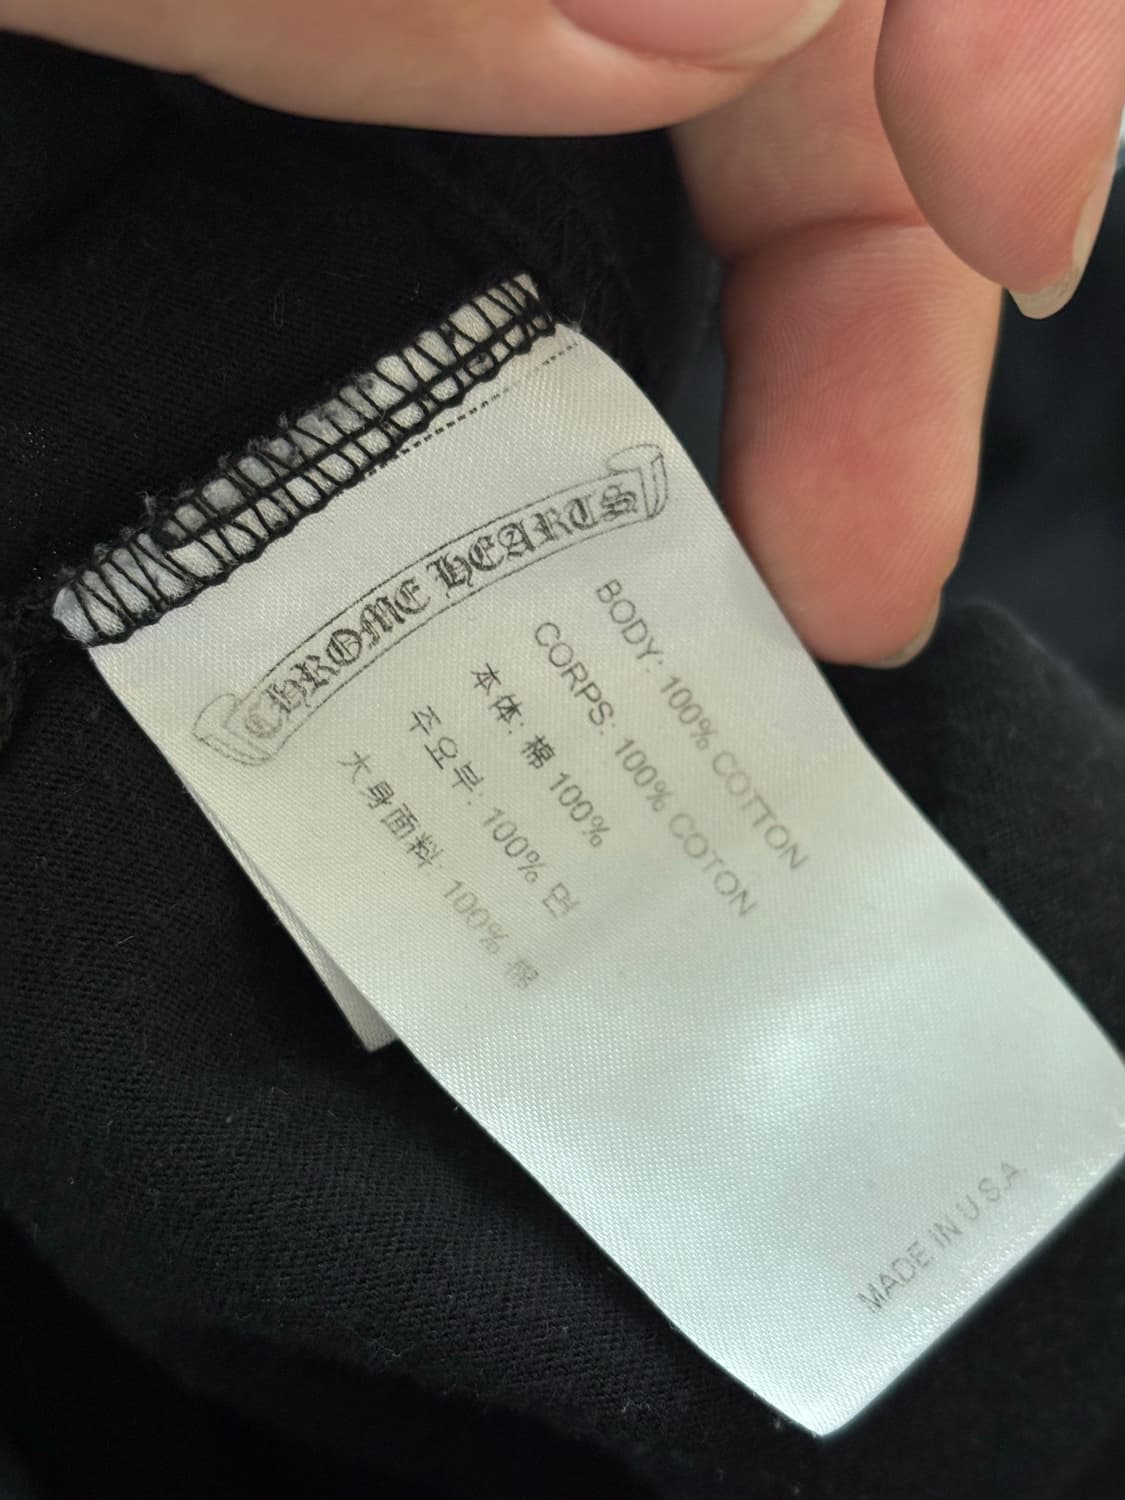 CHROME HEARTS
BODY: 100% COTTON
CORPS: 100% COTON
本体: 棉 100%
주요부: 100% 면
大身面料: 100% 棉
MADE IN U.S.A